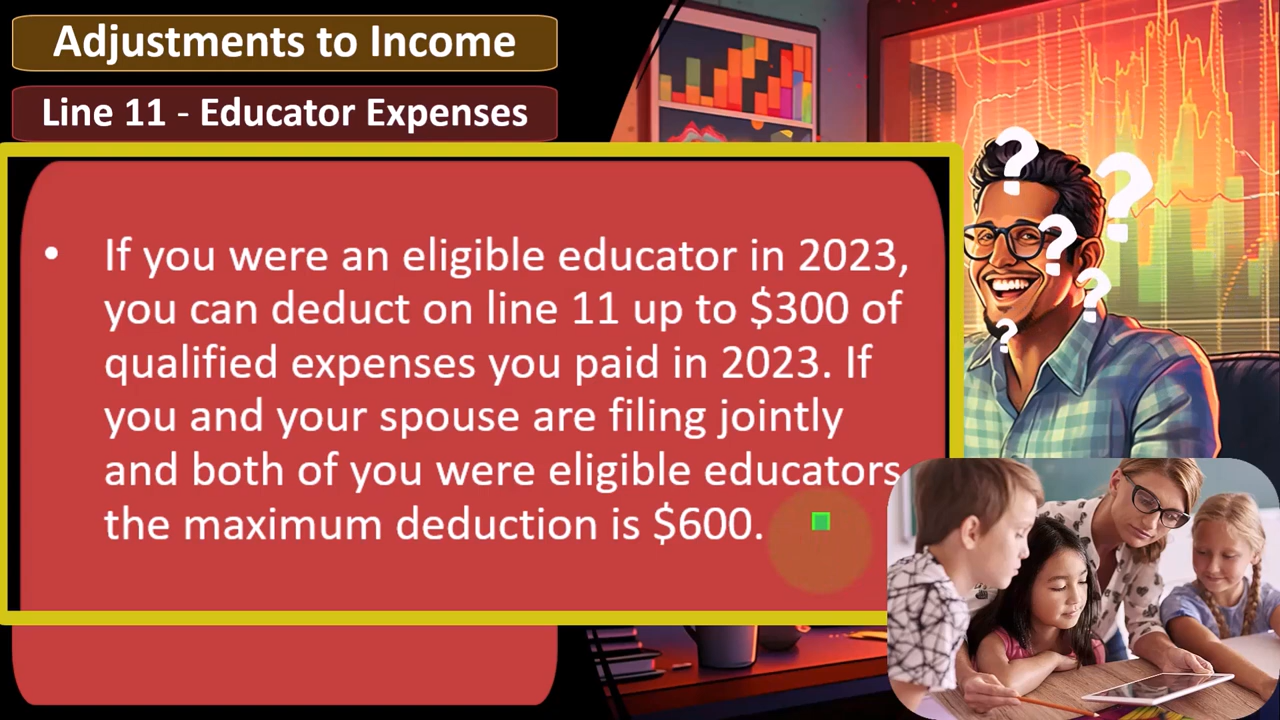 Adjustments to Income
Line 11 - Educator Expenses
• If you were an eligible educator in 2023,
you can deduct on line 11 up to $300 of
qualified expenses you paid in 2023. If
you and your spouse are filing jointly
and both of you were eligible educators
the maximum deduction is $600.
? ? ? ? ?